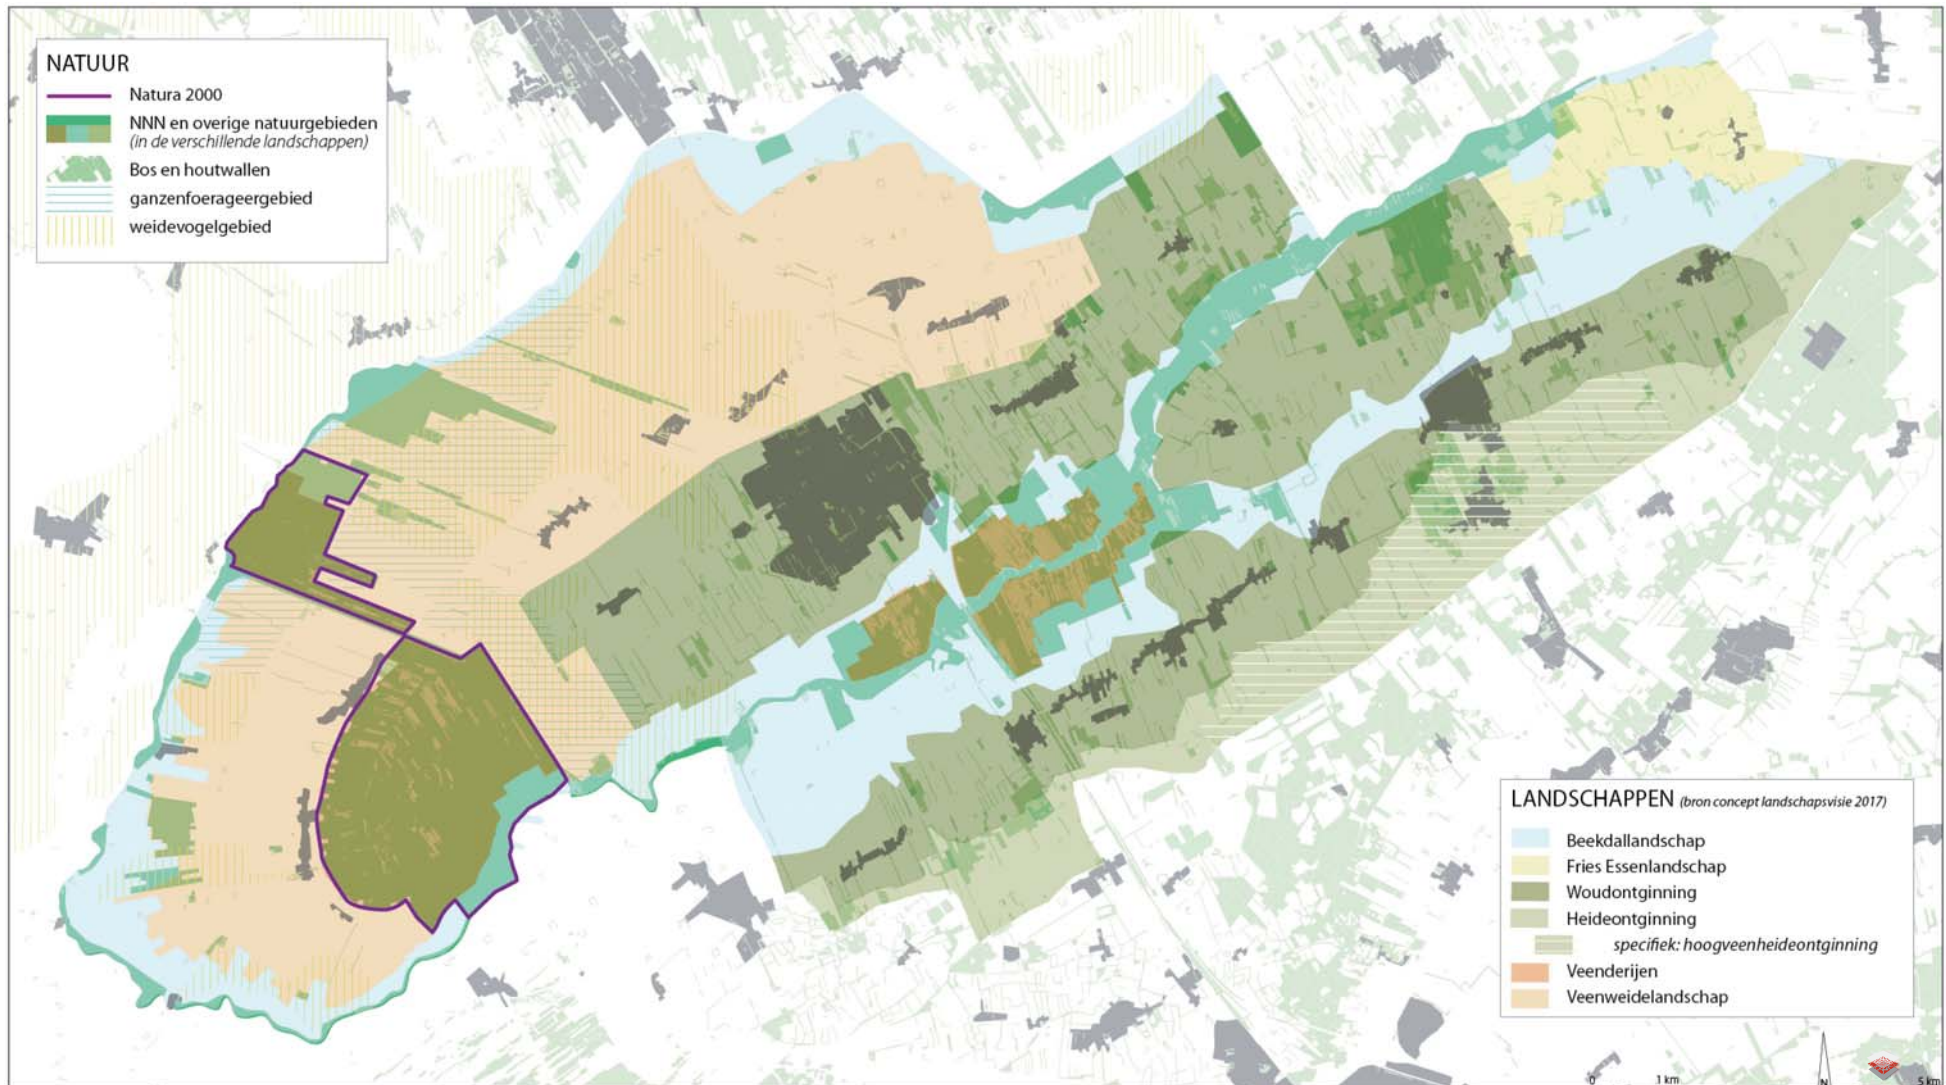 NATUUR
Natura 2000
NNN en overige natuurgebieden
(in de verschillende landschappen)
Bos en houtwallen
ganzenfoerageergebied
weidevogelgebied
LANDSCHAPPEN (bron concept landschapsvisie 2017)
Beekdallandschap
Fries Essenlandschap
Woudontginning
Heideontginning
specifiek: hoogveenheideontginning
Veenderijen
Veenweidelandschap
0 1 km N 5 km